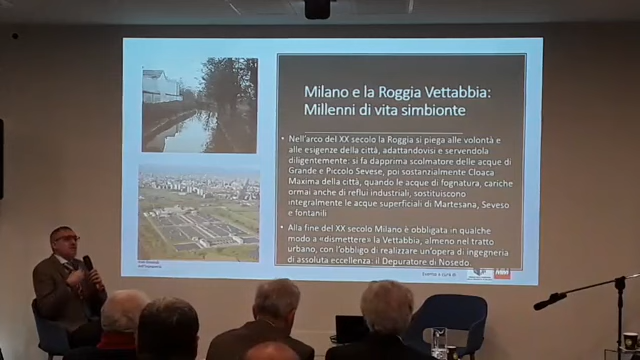 Milano e la Roggia Vettabbia:
Millenni di vita simbionte
Nell'arco del XX secolo la Roggia si piega alle volontà e
alle esigenze della città, adattandovisi e servendola
diligentemente: si fa dapprima scolmatore delle acque di
Grande e Piccolo Sevese, poi sostanzialmente Cloaca
Maxima della città, quando le acque di fognatura, cariche
ormai anche di reflui industriali, sostituiscono
integralmente le acque superficiali di Martesana, Seveso
e fontanili
Alla fine del XX secolo Milano è obbligata in qualche
modo a «dismettere» la Vettabbia, almeno nel tratto
urbano, con l'obbligo di realizzare un'opera di ingegneria
di assoluta eccellenza: il Depuratore di Nosedo.
Evento a cura di